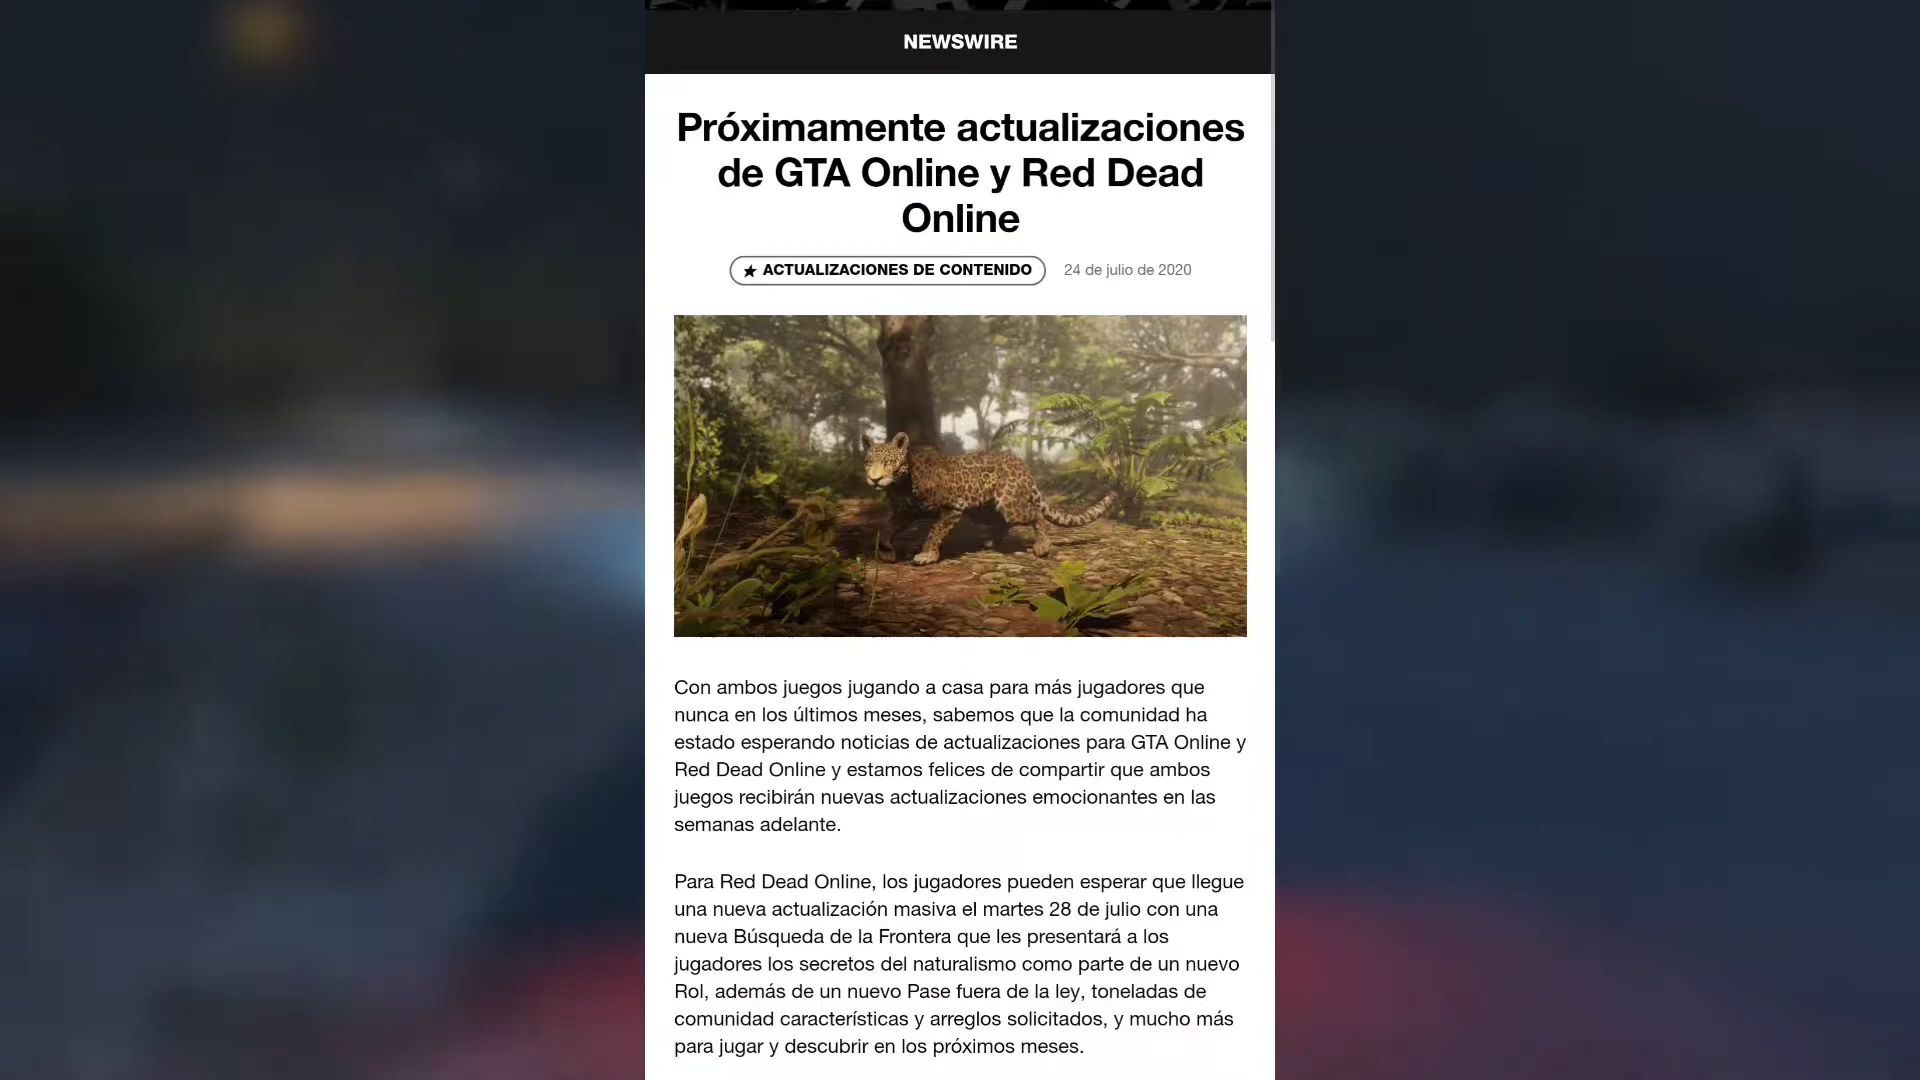 NEWSWIRE
Próximamente actualizaciones
de GTA Online y Red Dead
Online
★ ACTUALIZACIONES DE CONTENIDO 24 de julio de 2020
Con ambos juegos jugando a casa para más jugadores que
nunca en los últimos meses, sabemos que la comunidad ha
estado esperando noticias de actualizaciones para GTA Online y
Red Dead Online y estamos felices de compartir que ambos
juegos recibirán nuevas actualizaciones emocionantes en las
semanas adelante.
Para Red Dead Online, los jugadores pueden esperar que llegue
una nueva actualización masiva el martes 28 de julio con una
nueva Búsqueda de la Frontera que les presentará a los
jugadores los secretos del naturalismo como parte de un nuevo
Rol, además de un nuevo Pase fuera de la ley, toneladas de
comunidad características y arreglos solicitados, y mucho más
para jugar y descubrir en los próximos meses.